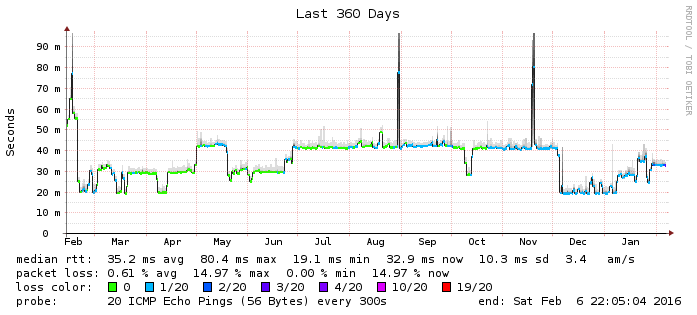 Last 360 Days
RRDTOOL / TOBI OETIKER
Seconds
90 m
80 m
70 m
60 m
50 m
40 m
30 m
20 m
10 m
0
Feb Mar Apr May Jun Jul Aug Sep Oct Nov Dec Jan
median rtt: 35.2 ms avg 80.4 ms max 19.1 ms min 32.9 ms now 10.3 ms sd 3.4 am/s
packet loss: 0.61 % avg 14.97 % max 0.00 % min 14.97 % now
loss color: 0 1/20 2/20 3/20 4/20 10/20 19/20
probe: 20 ICMP Echo Pings (56 Bytes) every 300s end: Sat Feb 6 22:05:04 2016